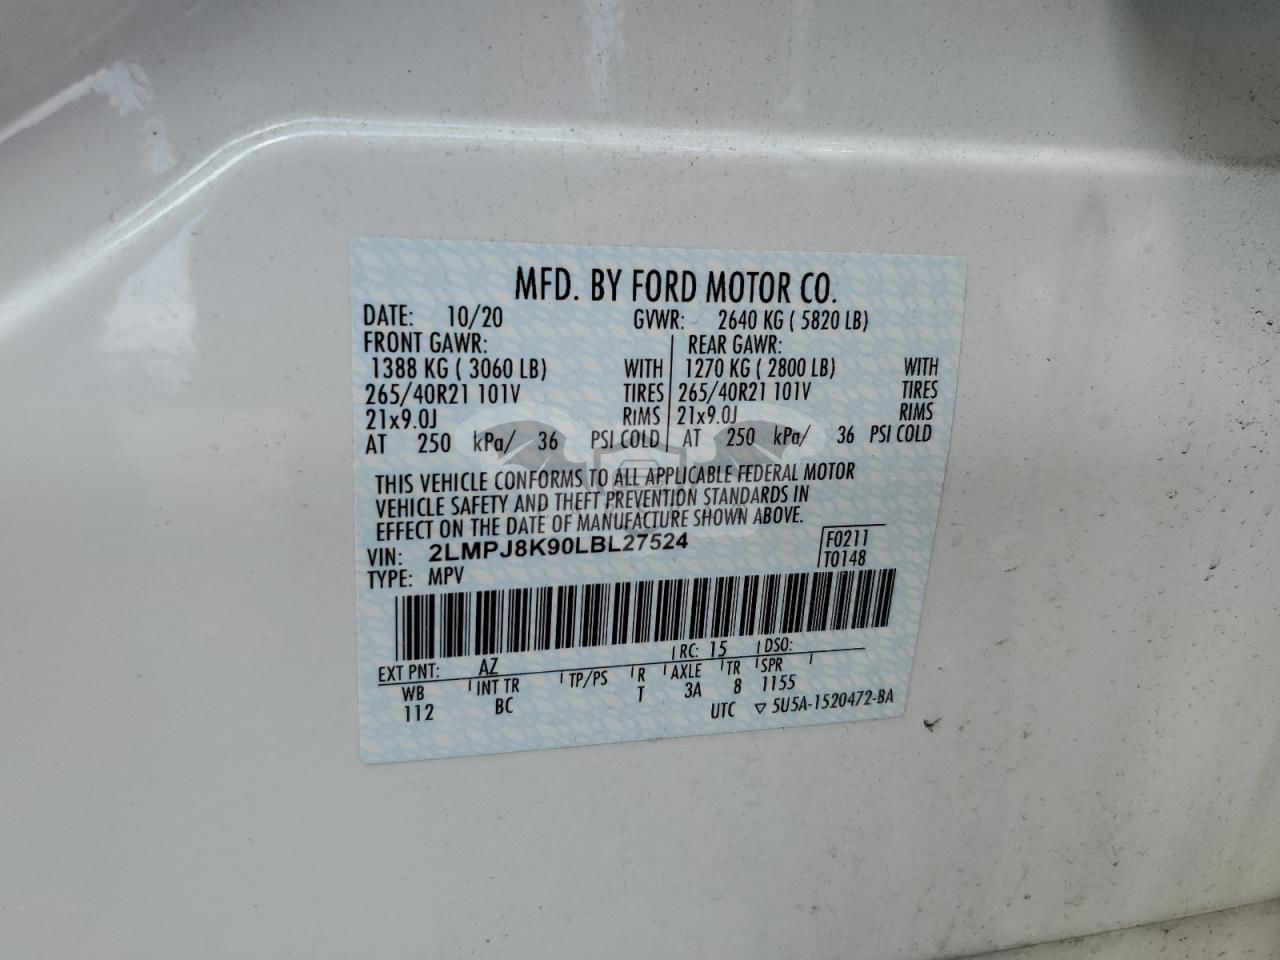 MFD. BY FORD MOTOR CO.
DATE: 10/20 GVWR: 2640 KG ( 5820 LB)
FRONT GAWR: REAR GAWR:
1388 KG ( 3060 LB) WITH 1270 KG ( 2800 LB) WITH
265/40R21 101V TIRES 265/40R21 101V TIRES
21x9.0J RIMS 21x9.0J RIMS
AT 250 kPa/ 36 PSI COLD AT 250 kPa/ 36 PSI COLD
THIS VEHICLE CONFORMS TO ALL APPLICABLE FEDERAL MOTOR
VEHICLE SAFETY AND THEFT PREVENTION STANDARDS IN
EFFECT ON THE DATE OF MANUFACTURE SHOWN ABOVE.
VIN: 2LMPJ8K90LBL27524 F0211
TYPE: MPV T0148
EXT PNT: AZ RC: 15 DSO:
WB INT TR TP/PS R AXLE TR SPR
112 BC T 3A 8 1155
UTC ▽ 5U5A-1520472-BA